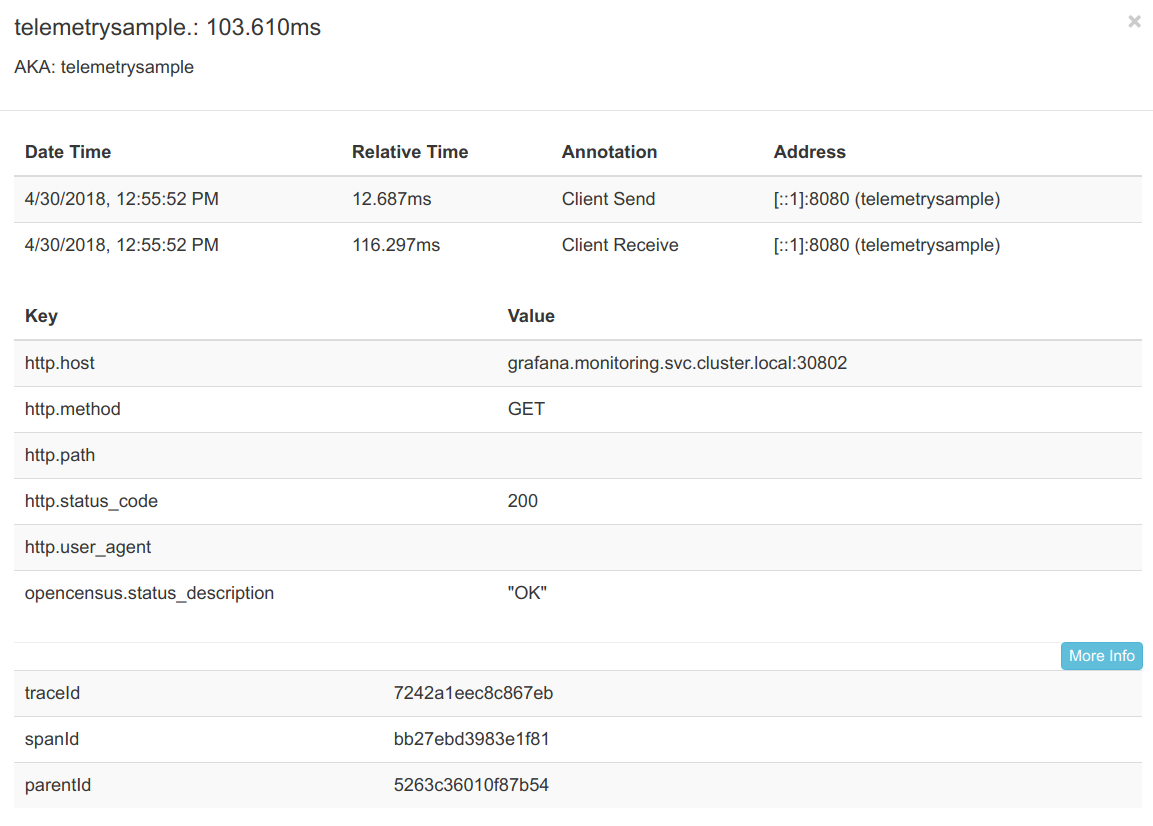 telemetrysample.: 103.610ms
×
AKA: telemetrysample
Date Time Relative Time Annotation Address
4/30/2018, 12:55:52 PM 12.687ms Client Send [::1]:8080 (telemetrysample)
4/30/2018, 12:55:52 PM 116.297ms Client Receive [::1]:8080 (telemetrysample)
Key Value
http.host grafana.monitoring.svc.cluster.local:30802
http.method GET
http.path
http.status_code 200
http.user_agent
opencensus.status_description "OK"
More Info
traceId 7242a1eec8c867eb
spanId bb27ebd3983e1f81
parentId 5263c36010f87b54